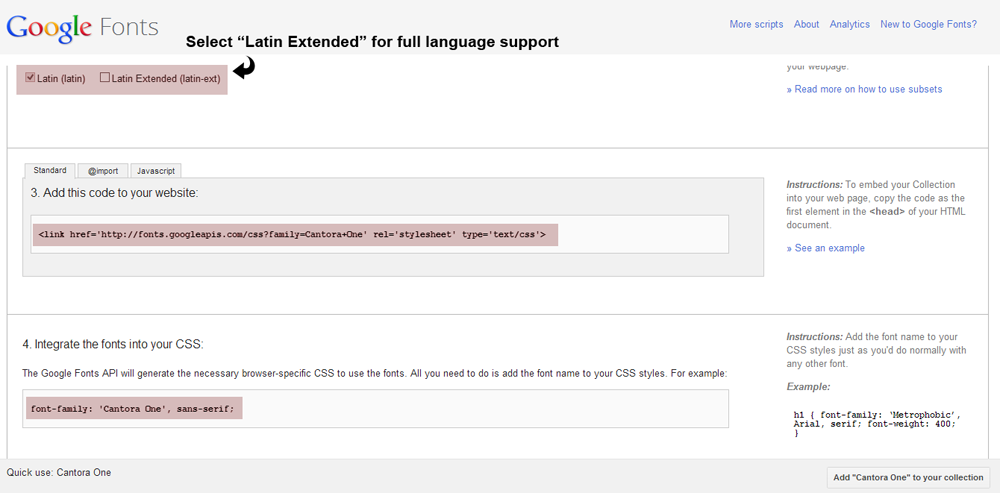 Google Fonts
More scripts About Analytics New to Google Fonts?
Select “Latin Extended” for full language support
Latin (latin) Latin Extended (latin-ext)
your webpage.
» Read more on how to use subsets
Standard @import Javascript
3. Add this code to your website:
<link href='http://fonts.googleapis.com/css?family=Cantora+One' rel='stylesheet' type='text/css'>
Instructions: To embed your Collection
into your web page, copy the code as the
first element in the <head> of your HTML
document.
» See an example
4. Integrate the fonts into your CSS:
The Google Fonts API will generate the necessary browser-specific CSS to use the fonts. All you need to do is add the font name to your CSS styles. For example:
font-family: 'Cantora One', sans-serif;
Instructions: Add the font name to your
CSS styles just as you'd do normally with
any other font.
Example:
h1 { font-family: ‘Metrophobic’,
Arial, serif; font-weight: 400;
}
Quick use: Cantora One
Add "Cantora One" to your collection